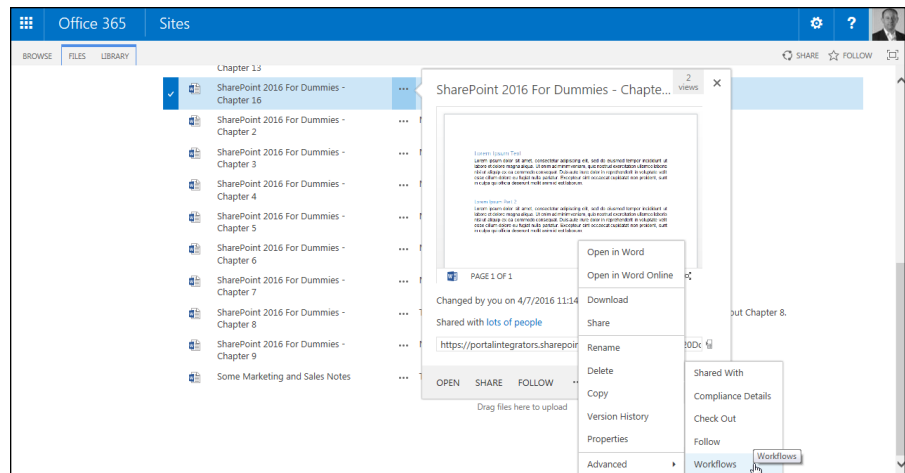 Office 365 Sites ?
BROWSE FILES LIBRARY SHARE FOLLOW
Chapter 13
SharePoint 2016 For Dummies -
Chapter 16
...
SharePoint 2016 For Dummies -
Chapter 2
...
SharePoint 2016 For Dummies -
Chapter 3
...
SharePoint 2016 For Dummies -
Chapter 4
...
SharePoint 2016 For Dummies -
Chapter 5
...
SharePoint 2016 For Dummies -
Chapter 6
...
SharePoint 2016 For Dummies -
Chapter 7
...
SharePoint 2016 For Dummies -
Chapter 8
...
out Chapter 8.
SharePoint 2016 For Dummies -
Chapter 9
...
Some Marketing and Sales Notes ...
SharePoint 2016 For Dummies - Chapte...
2
views
Lorem Ipsum Text
PAGE 1 OF 1
Changed by you on 4/7/2016 11:14
Shared with lots of people
https://portalintegrators.sharepoin 20Dc
OPEN SHARE FOLLOW
Drag files here to upload
Open in Word
Open in Word Online
Download
Share
Rename
Delete
Copy
Version History
Properties
Advanced
Shared With
Compliance Details
Check Out
Follow
Workflows
Workflows